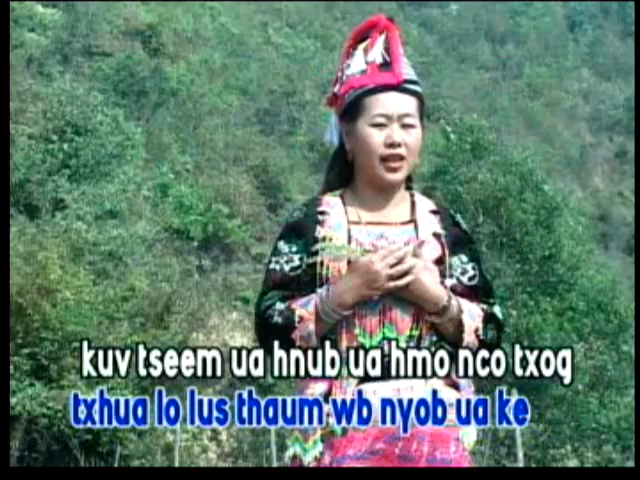 kuv tseem ua hnub ua hmo nco txog
txhua lo lus thaum wb nyob ua ke